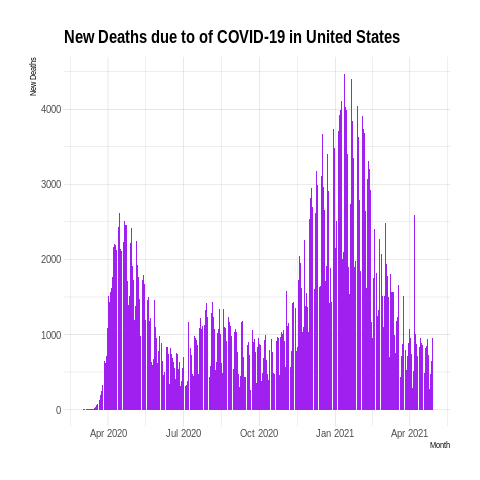 New Deaths due to of COVID-19 in United States
New Deaths
4000
3000
2000
1000
0
Apr 2020 Jul 2020 Oct 2020 Jan 2021 Apr 2021
Month